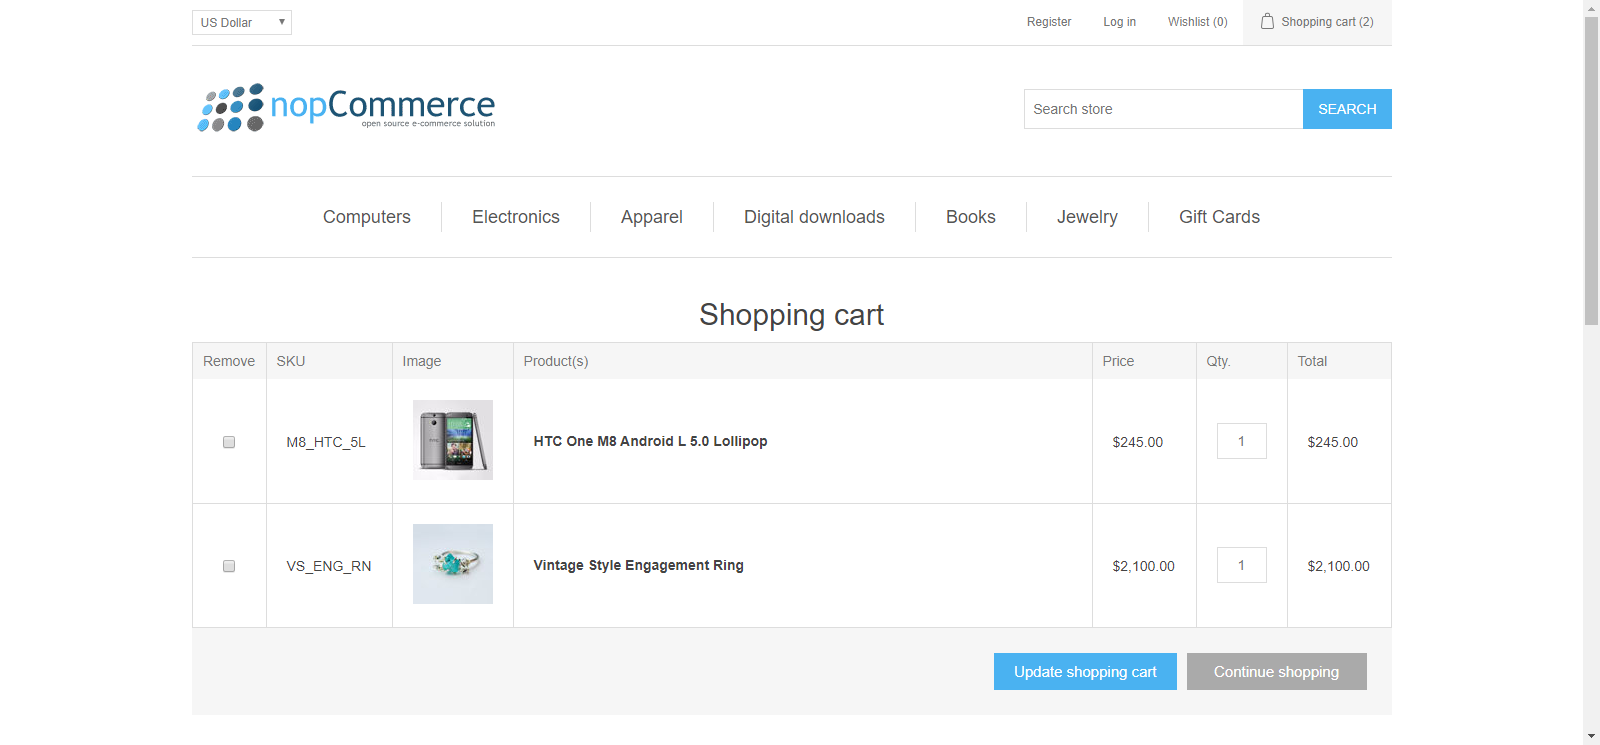 US Dollar
Register
Log in
Wishlist (0)
Shopping cart (2)
nopCommerce
open source e-commerce solution
Search store
SEARCH
Computers
Electronics
Apparel
Digital downloads
Books
Jewelry
Gift Cards
Shopping cart
Remove SKU Image Product(s) Price Qty. Total
M8_HTC_5L HTC One M8 Android L 5.0 Lollipop $245.00 1 $245.00
VS_ENG_RN Vintage Style Engagement Ring $2,100.00 1 $2,100.00
Update shopping cart
Continue shopping